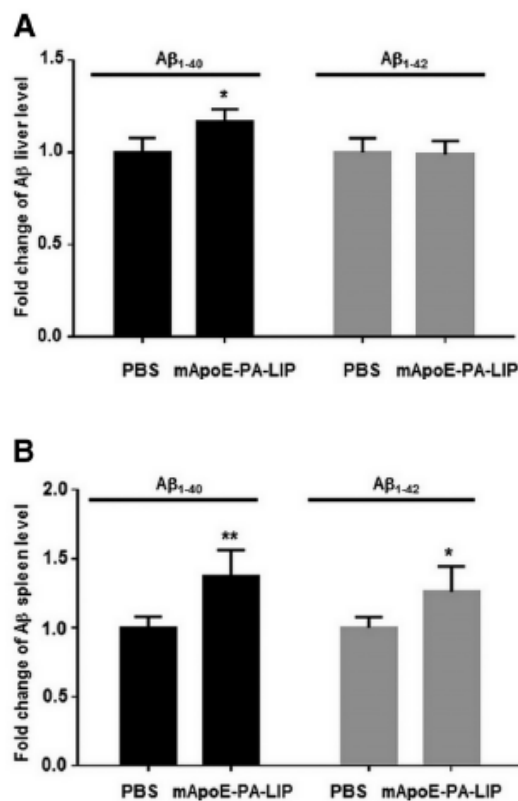 A
Fold change of Aβ liver level
1.5
1.0
0.5
0.0
Aβ1-40
Aβ1-42
*
PBS mApoE-PA-LIP PBS mApoE-PA-LIP
B
Fold change of Aβ spleen level
2.0
1.5
1.0
0.5
0.0
Aβ1-40
Aβ1-42
**
*
PBS mApoE-PA-LIP PBS mApoE-PA-LIP